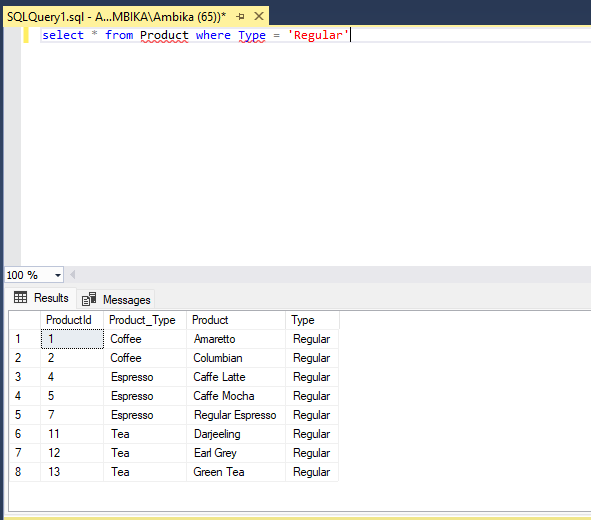 SQLQuery1.sql - A...MBIKA\Ambika (65))*
select * from Product where Type = 'Regular'
100 %
Results Messages
ProductId Product_Type Product Type
1 1 Coffee Amaretto Regular
2 2 Coffee Columbian Regular
3 4 Espresso Caffe Latte Regular
4 5 Espresso Caffe Mocha Regular
5 7 Espresso Regular Espresso Regular
6 11 Tea Darjeeling Regular
7 12 Tea Earl Grey Regular
8 13 Tea Green Tea Regular